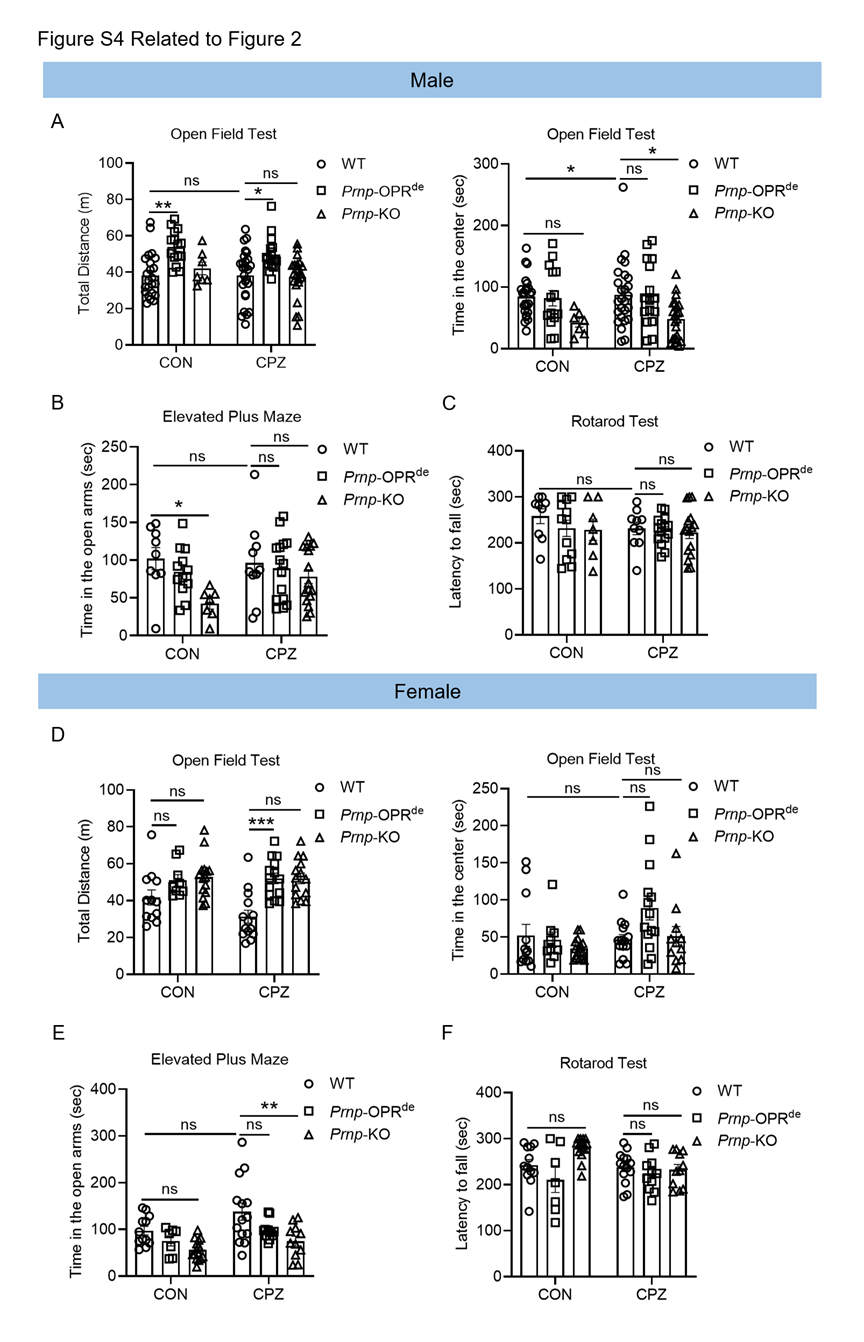 Figure S4 Related to Figure 2
Male
A
Open Field Test
WT
Prnp-OPRde
Prnp-KO
ns
ns
**
*
Total Distance (m)
100
80
60
40
20
0
CON
CPZ
Open Field Test
WT
Prnp-OPRde
Prnp-KO
*
*
ns
ns
Time in the center (sec)
300
200
100
0
CON
CPZ
B
Elevated Plus Maze
WT
Prnp-OPRde
Prnp-KO
ns
ns
ns
*
Time in the open arms (sec)
250
200
150
100
50
0
CON
CPZ
C
Rotarod Test
WT
Prnp-OPRde
Prnp-KO
ns
ns
ns
Latency to fall (sec)
400
300
200
100
0
CON
CPZ
Female
D
Open Field Test
WT
Prnp-OPRde
Prnp-KO
ns
ns
ns
***
Total Distance (m)
100
80
60
40
20
0
CON
CPZ
Open Field Test
WT
Prnp-OPRde
Prnp-KO
ns
ns
ns
Time in the center (sec)
250
200
150
100
50
0
CON
CPZ
E
Elevated Plus Maze
WT
Prnp-OPRde
Prnp-KO
**
ns
ns
ns
Time in the open arms (sec)
400
300
200
100
0
CON
CPZ
F
Rotarod Test
WT
Prnp-OPRde
Prnp-KO
ns
ns
ns
Latency to fall (sec)
400
300
200
100
0
CON
CPZ